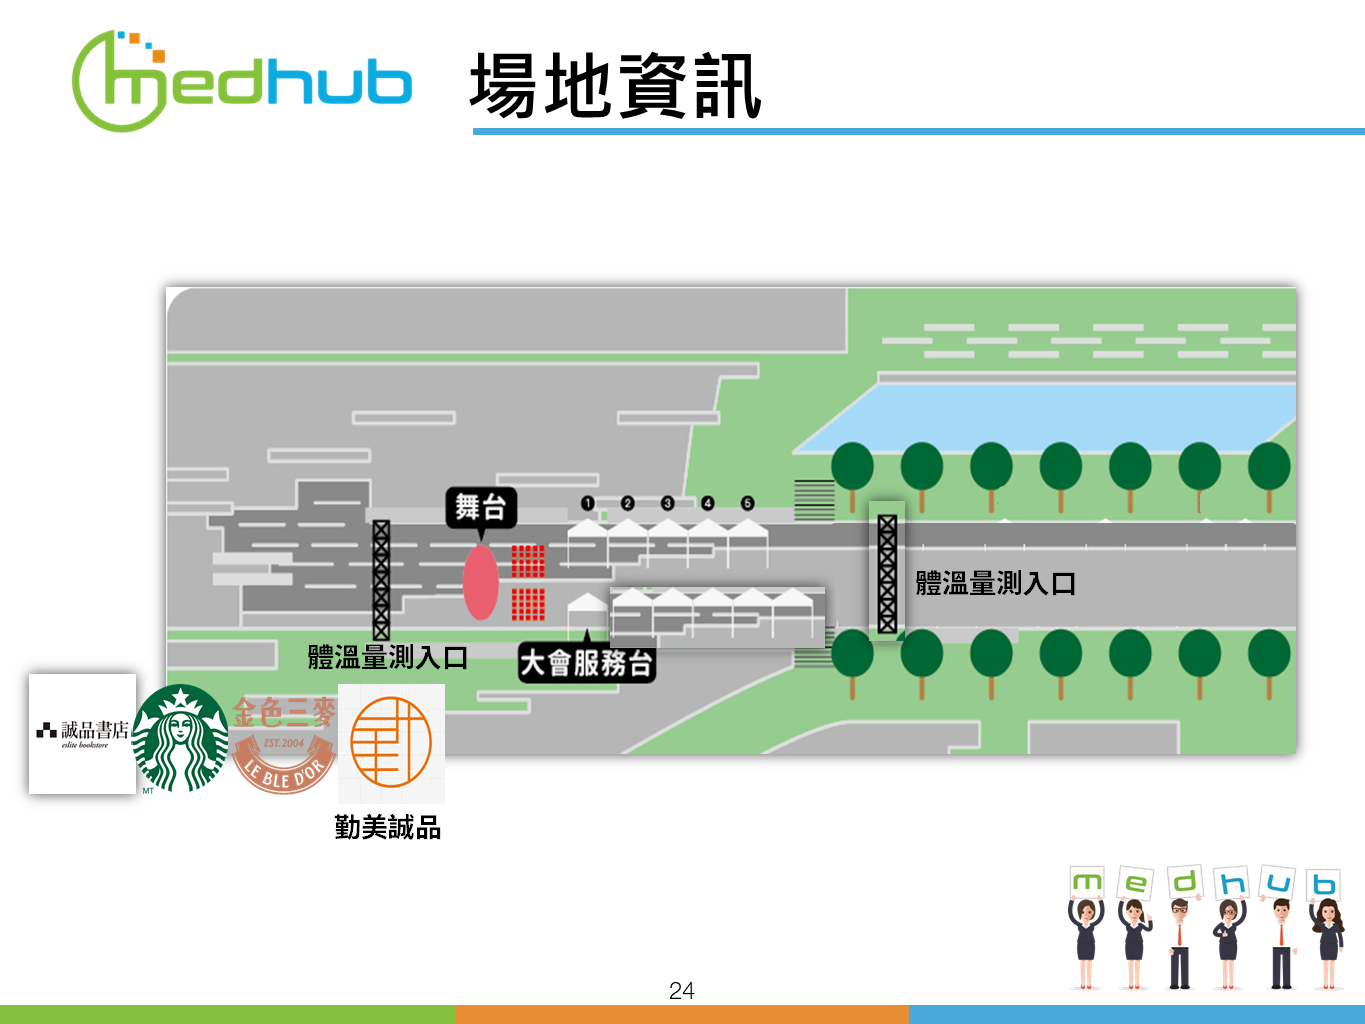 medhub
場地資訊
舞台
1 2 3 4 5
體溫量測入口
體溫量測入口
大會服務台
誠品書店
eslite bookstore
MT
金色三麥
EST. 2004
LE BLE D'OR
勤美誠品
medhub
24